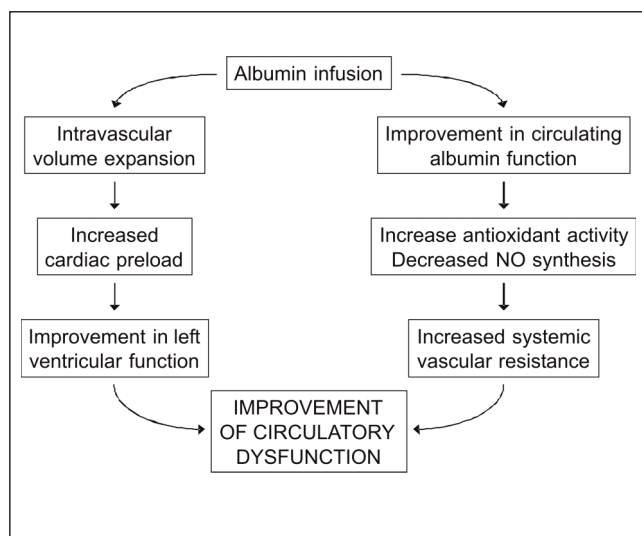 Albumin infusion
Intravascular
volume expansion
Improvement in circulating
albumin function
Increased
cardiac preload
Increase antioxidant activity
Decreased NO synthesis
Improvement in left
ventricular function
Increased systemic
vascular resistance
IMPROVEMENT
OF CIRCULATORY
DYSFUNCTION